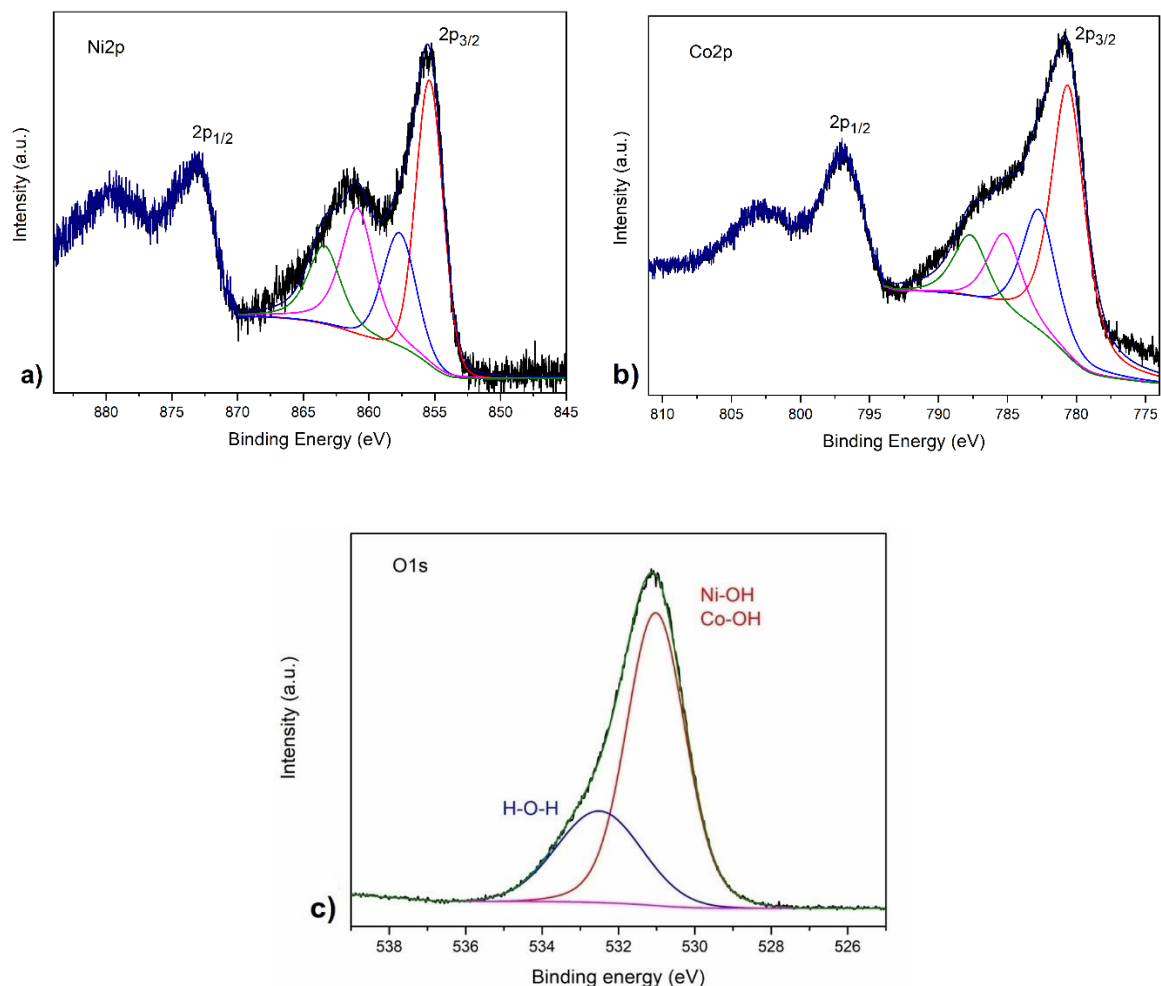 Ni2p
2p3/2
2p1/2
Intensity (a.u.)
a)
880 875 870 865 860 855 850 845
Binding Energy (eV)
Co2p
2p3/2
2p1/2
Intensity (a.u.)
b)
810 805 800 795 790 785 780 775
Binding Energy (eV)
O1s
Ni-OH
Co-OH
H-O-H
Intensity (a.u.)
c)
538 536 534 532 530 528 526
Binding energy (eV)